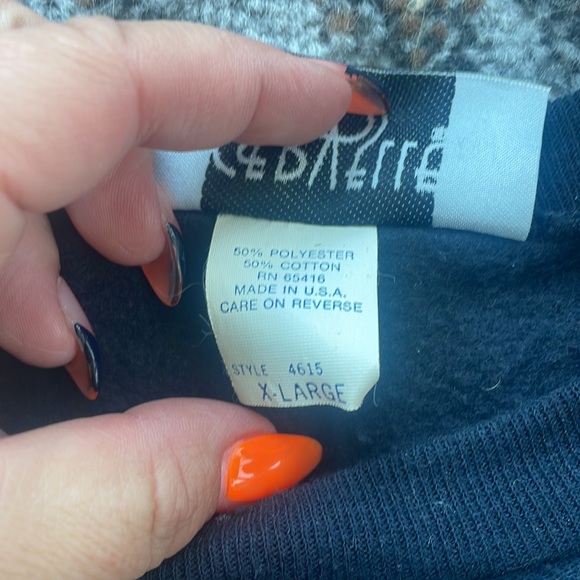 50% POLYESTER
50% COTTON
RN 65416
MADE IN U.S.A.
CARE ON REVERSE
STYLE 4615
X-LARGE